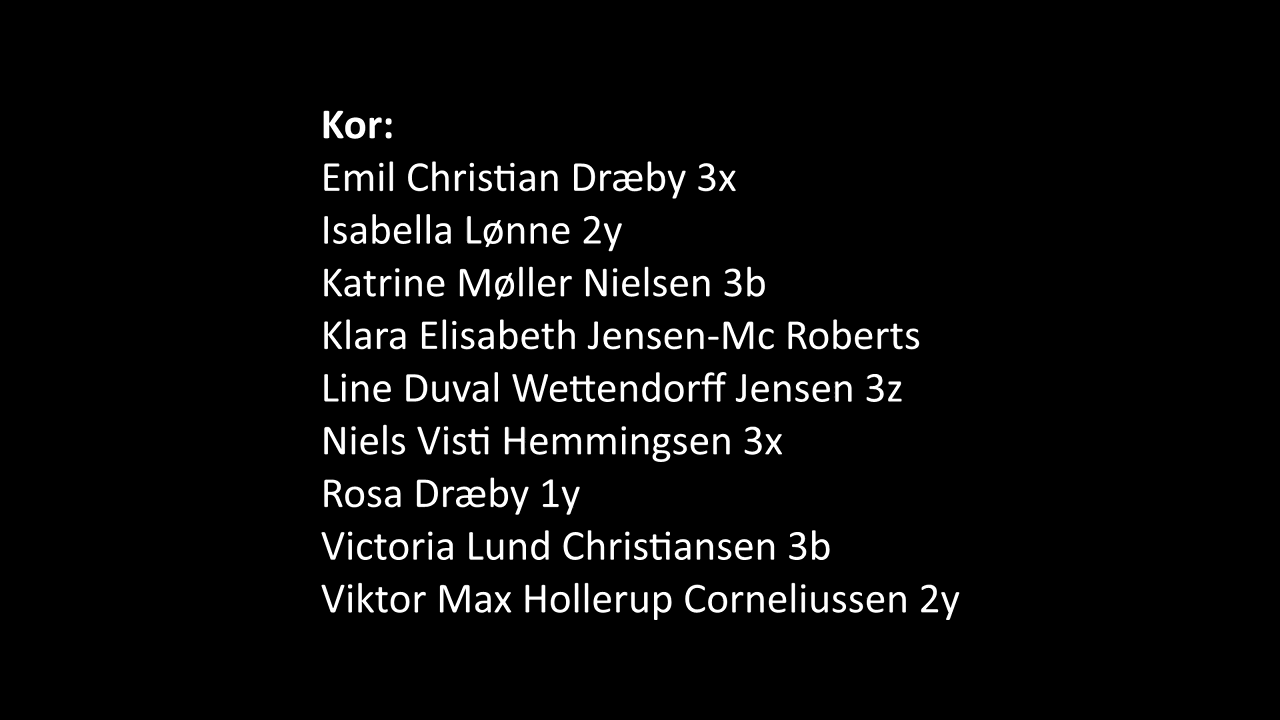 Kor:
Emil Christian Dræby 3x
Isabella Lønne 2y
Katrine Møller Nielsen 3b
Klara Elisabeth Jensen-Mc Roberts
Line Duval Wettendorff Jensen 3z
Niels Visti Hemmingsen 3x
Rosa Dræby 1y
Victoria Lund Christiansen 3b
Viktor Max Hollerup Corneliussen 2y